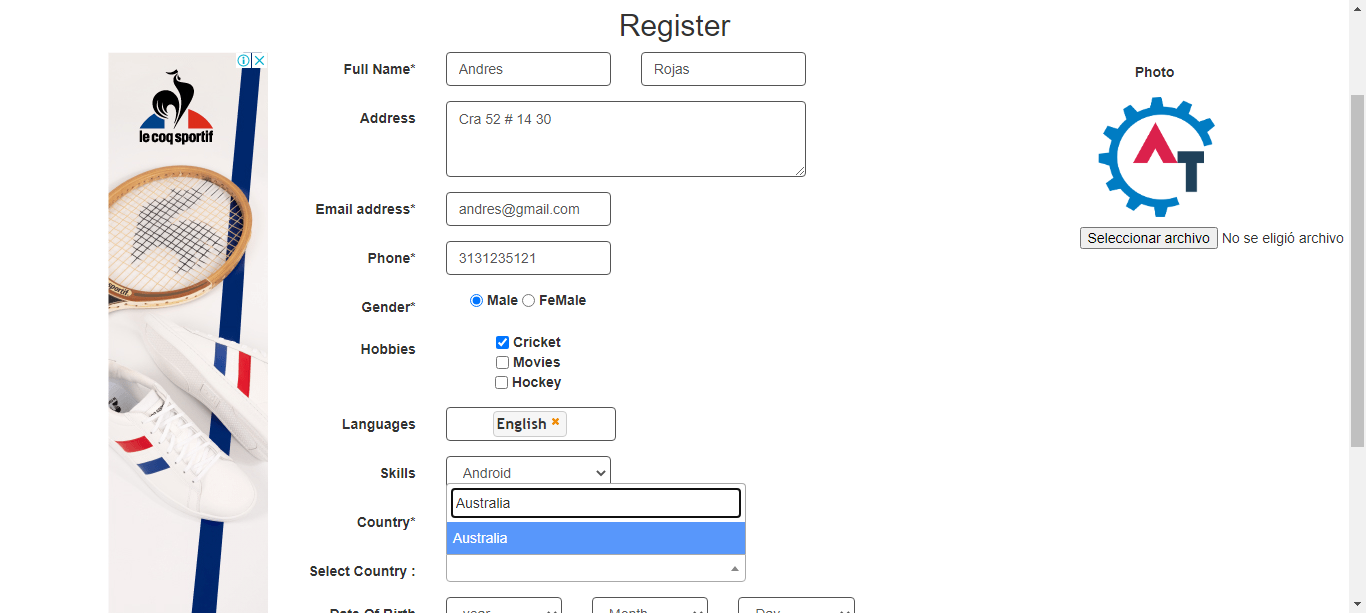 Register
Full Name* Andres Rojas
Photo
le coq sportif
Address Cra 52 # 14 30
AT
Email address* andres@gmail.com
Seleccionar archivo No se eligió archivo
Phone* 3131235121
Gender* Male FeMale
Hobbies Cricket
Movies
Hockey
Languages English
Skills Android
Australia
Country*
Australia
Select Country :
Date Of Birth year Month Day